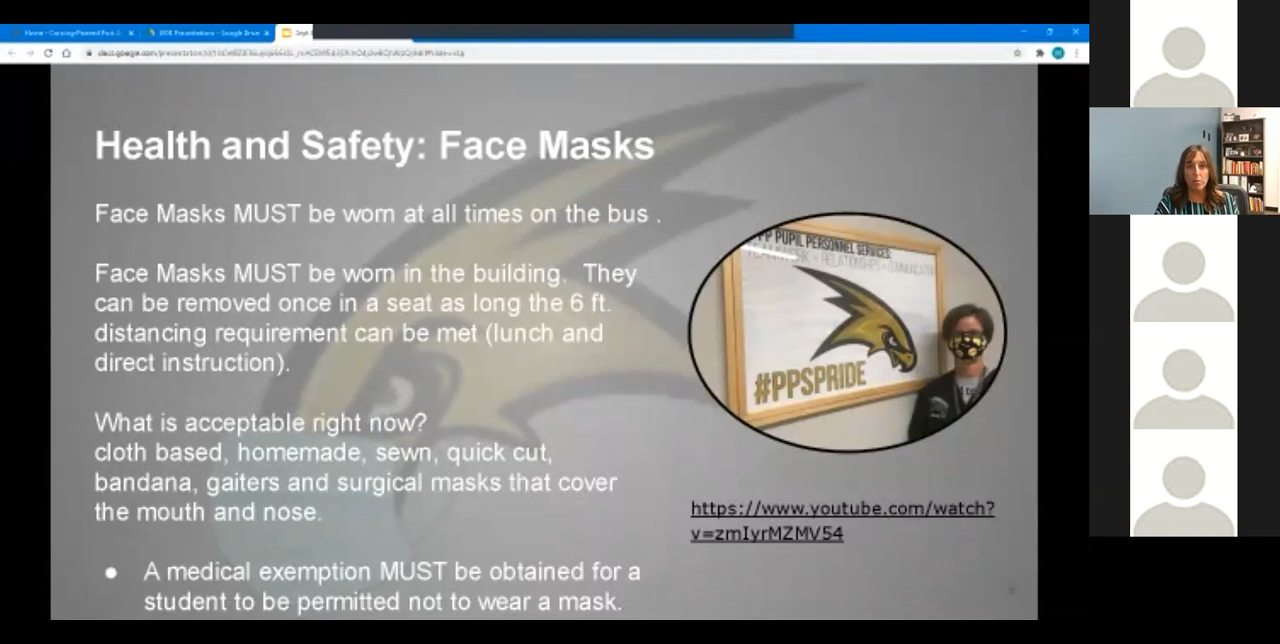 Google Drive
Health and Safety: Face Masks
Face Masks MUST be worn at all times on the bus .
Face Masks MUST be worn in the building. They
can be removed once in a seat as long the 6 ft.
distancing requirement can be met (lunch and
direct instruction).
What is acceptable right now?
cloth based, homemade, sewn, quick cut,
bandana, gaiters and surgical masks that cover
the mouth and nose.
● A medical exemption MUST be obtained for a
student to be permitted not to wear a mask.
PUPIL PERSONNEL SERVICES:
RELATIONSHIPS
#PPSPRIDE
https://www.youtube.com/watch?
v=zmIyrMZMV54